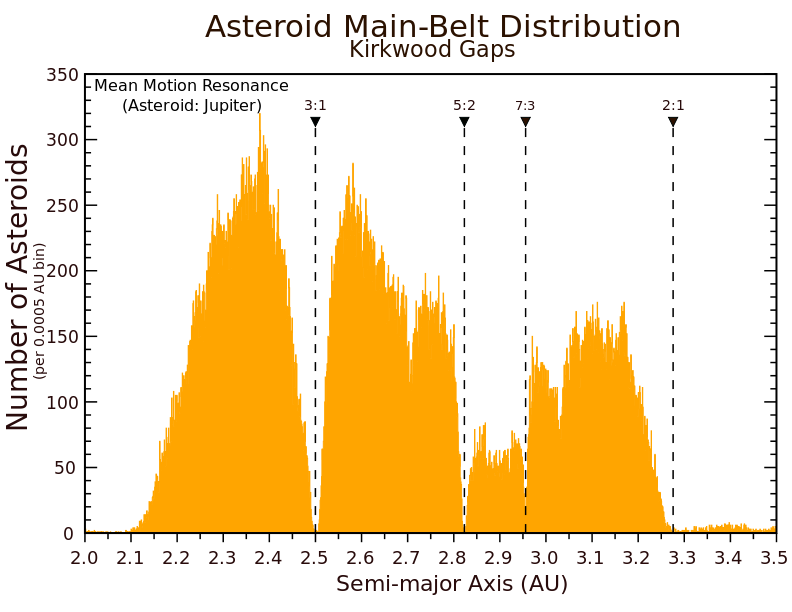 Asteroid Main-Belt Distribution
Kirkwood Gaps
Mean Motion Resonance
(Asteroid: Jupiter)
3:1
5:2
7:3
2:1
350
300
250
200
150
100
50
0
Number of Asteroids
(per 0.0005 AU bin)
2.0 2.1 2.2 2.3 2.4 2.5 2.6 2.7 2.8 2.9 3.0 3.1 3.2 3.3 3.4 3.5
Semi-major Axis (AU)